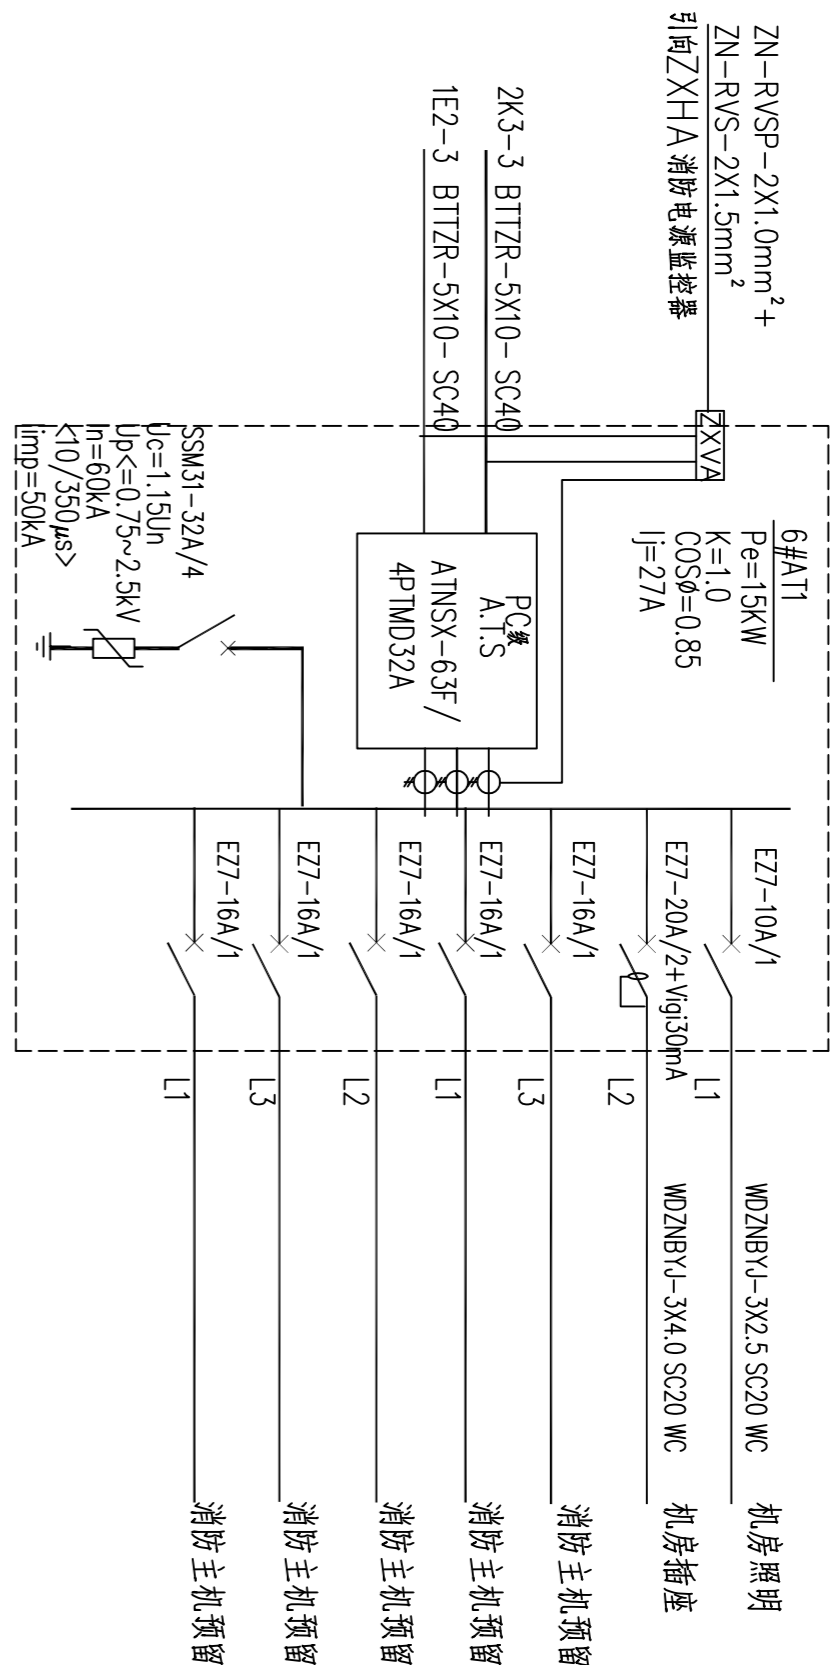 ZN-RVSP-2X1.0mm²+
ZN-RVS-2X1.5mm²
引向ZXHA 消防电源监控器
2K3-3 BTTZR-5X10-SC40
1E2-3 BTTZR-5X10-SC40
ZXVA
6#AT1
Pe=15KW
K=1.0
COSø=0.85
Ij=27A
PC级
A.T.S
ATNSX-63F/
4PTMD32A
SSM31-32A/4
Uc=1.15Un
Up<=0.75~2.5kV
In=60kA
<10/350μs>
Iimp=50kA
EZ7-10A/1
L1
WDZNBYJ-3X2.5 SC20 WC
机房照明
EZ7-20A/2+Vigi30mA
L2
WDZNBYJ-3X4.0 SC20 WC
机房插座
EZ7-16A/1
L3
消防主机预留
EZ7-16A/1
L1
消防主机预留
EZ7-16A/1
L2
消防主机预留
EZ7-16A/1
L3
消防主机预留
EZ7-16A/1
L1
消防主机预留